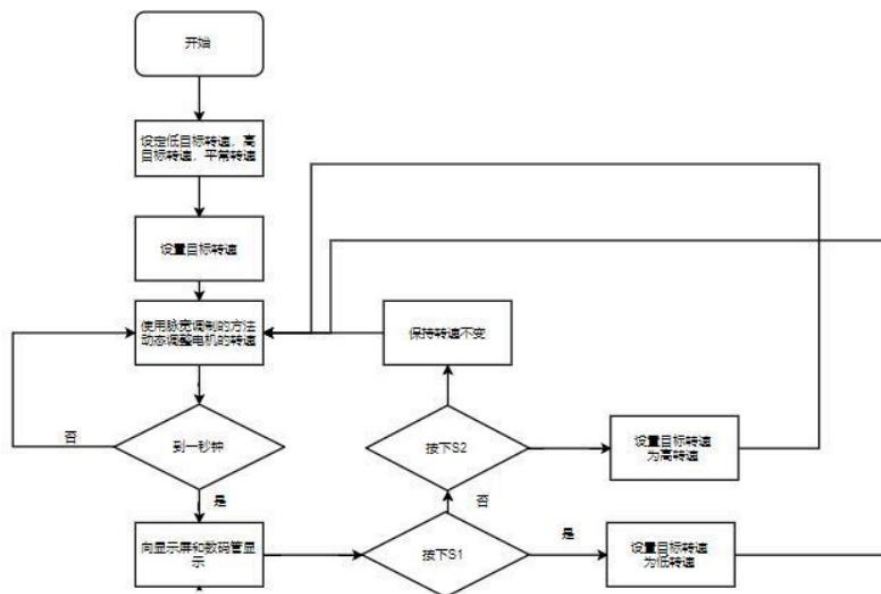 开始
设定低目标转速，高
目标转速，平常转速
设置目标转速
使用脉宽调制的方法
动态调整电机的转速
保持转速不变
到一秒钟
否
是
按下S2
设置目标转速
为高转速
否
向显示屏和数码管显
示
按下S1
是
设置目标转速
为低转速